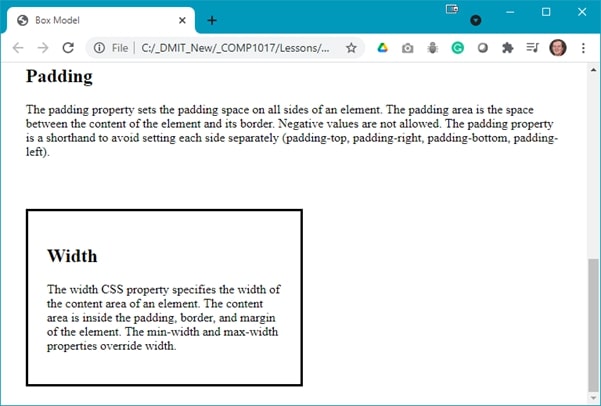 Box Model
File
C:/_DMIT_New/_COMP1017/Lessons/...
Padding
The padding property sets the padding space on all sides of an element. The padding area is the space
between the content of the element and its border. Negative values are not allowed. The padding property
is a shorthand to avoid setting each side separately (padding-top, padding-right, padding-bottom, padding-
left).
Width
The width CSS property specifies the width of
the content area of an element. The content
area is inside the padding, border, and margin
of the element. The min-width and max-width
properties override width.